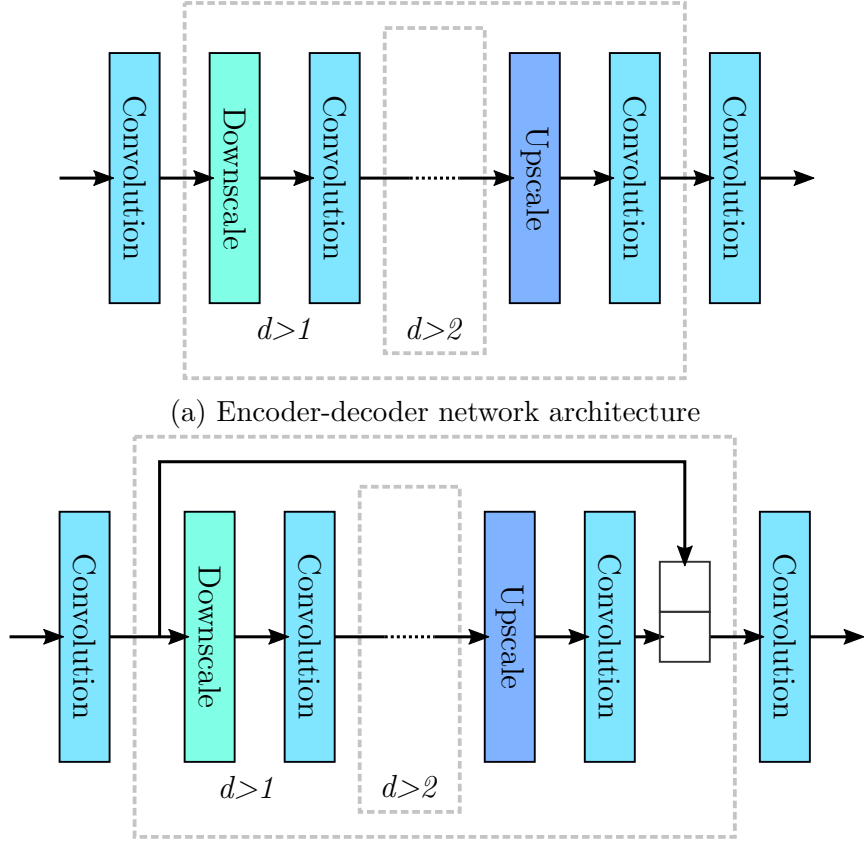 Convolution
Downscale
Convolution
Upscale
Convolution
Convolution
d>1
d>2
(a) Encoder-decoder network architecture
Convolution
Downscale
Convolution
Upscale
Convolution
Convolution
d>1
d>2